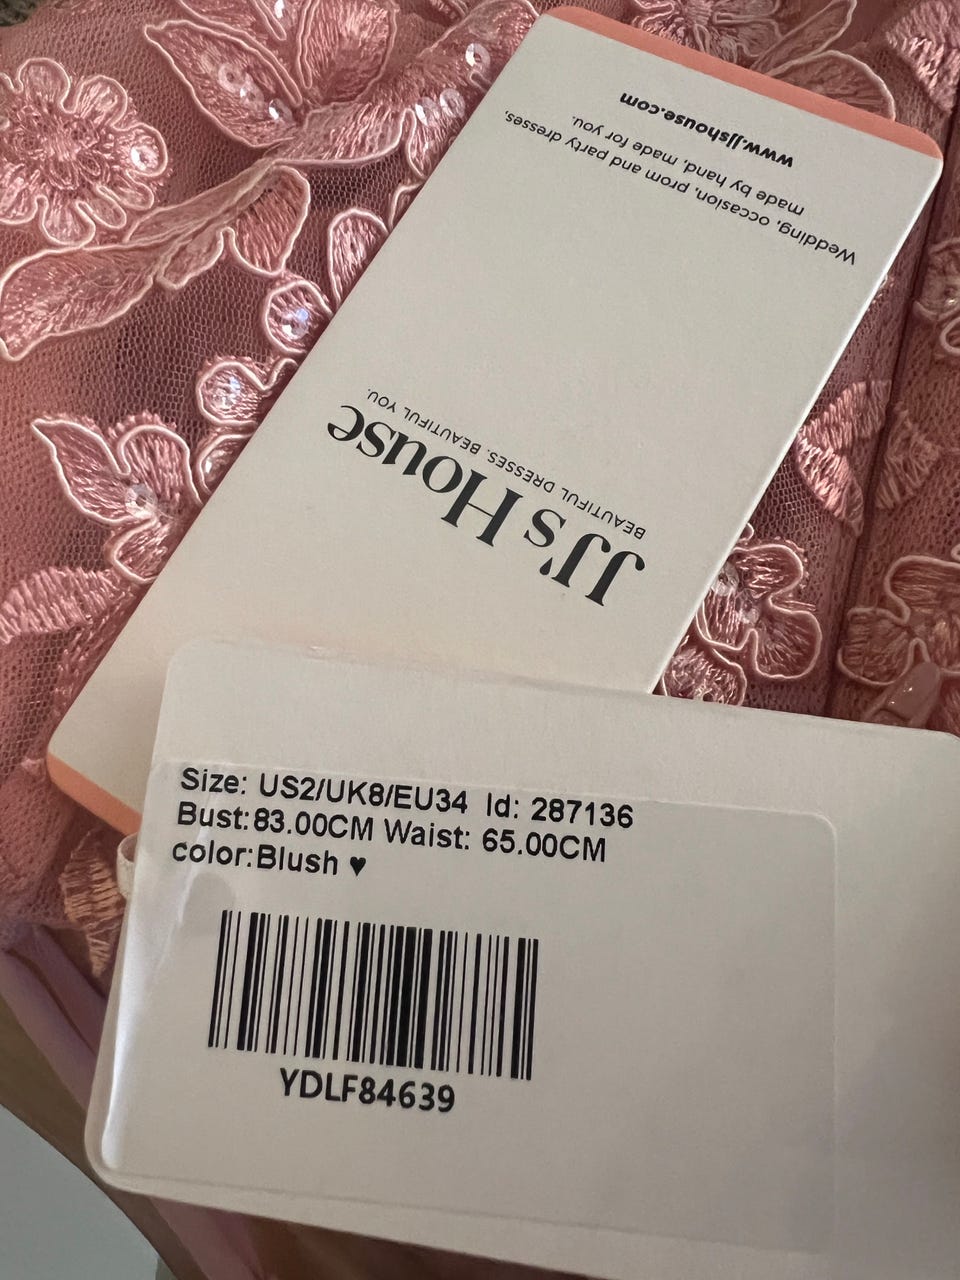 JJ's House
BEAUTIFUL DRESSES. BEAUTIFUL YOU.
Wedding, occasion, prom and party dresses,
made by hand, made for you.
www.jjshouse.com
Size: US2/UK8/EU34 Id: 287136
Bust:83.00CM Waist: 65.00CM
color:Blush ♥
YDLF84639